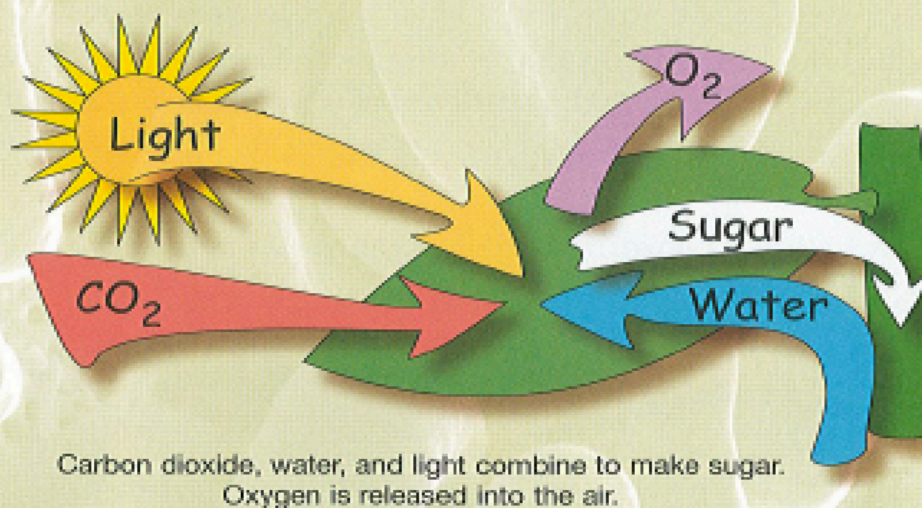 Light
O2
Sugar
CO2
Water
Carbon dioxide, water, and light combine to make sugar.
Oxygen is released into the air.